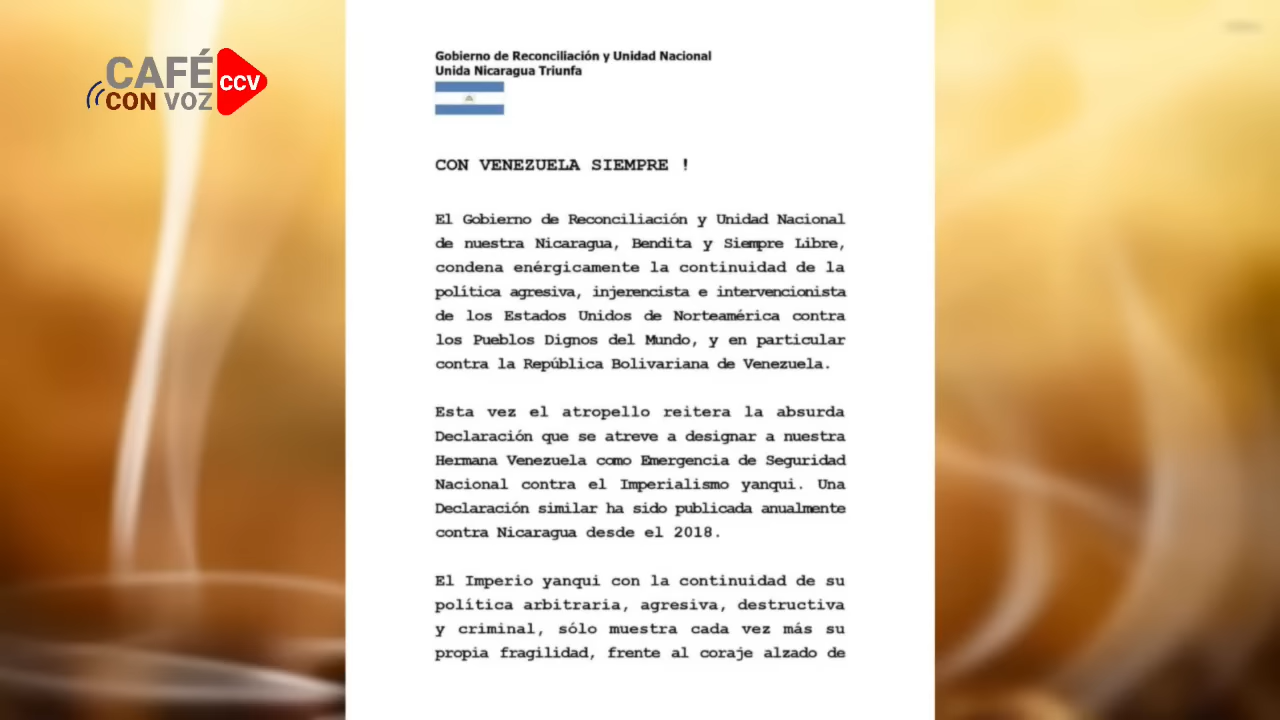 CAFÉ
CON VOZ
CCV
Gobierno de Reconciliación y Unidad Nacional
Unida Nicaragua Triunfa
CON VENEZUELA SIEMPRE !
El Gobierno de Reconciliación y Unidad Nacional
de nuestra Nicaragua, Bendita y Siempre Libre,
condena enérgicamente la continuidad de la
política agresiva, injerencista e intervencionista
de los Estados Unidos de Norteamérica contra
los Pueblos Dignos del Mundo, y en particular
contra la República Bolivariana de Venezuela.
Esta vez el atropello reitera la absurda
Declaración que se atreve a designar a nuestra
Hermana Venezuela como Emergencia de Seguridad
Nacional contra el Imperialismo yanqui. Una
Declaración similar ha sido publicada anualmente
contra Nicaragua desde el 2018.
El Imperio yanqui con la continuidad de su
política arbitraria, agresiva, destructiva
y criminal, sólo muestra cada vez más su
propia fragilidad, frente al coraje alzado de